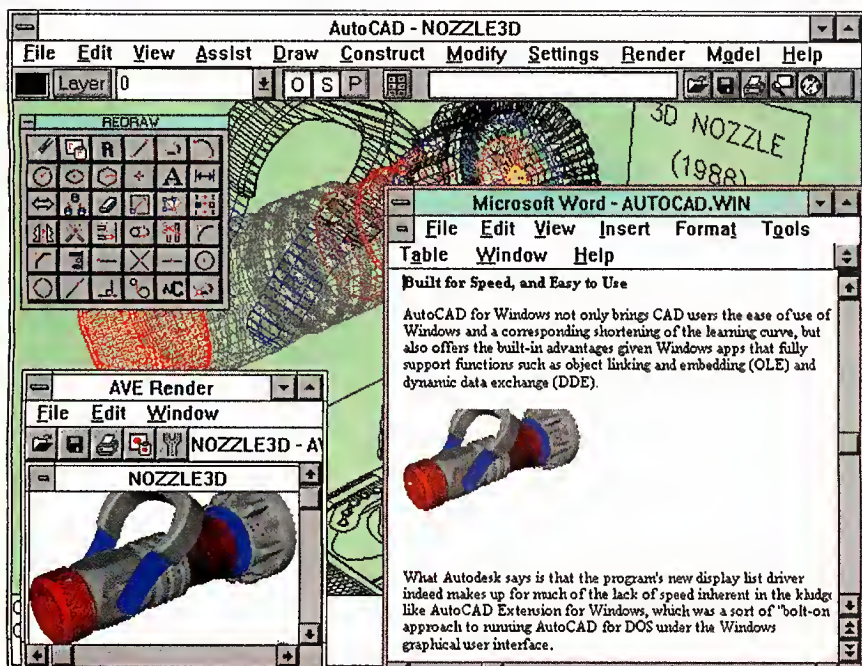 AutoCAD - NOZZLE3D
File Edit View Assist Draw Construct Modify Settings Render Model Help
Layer 0 O S P
REDRAW
R
A
3D NOZZLE
(1988)
Microsoft Word - AUTOCAD.WIN
File Edit View Insert Format Tools
Table Window Help
Built for Speed, and Easy to Use
AutoCAD for Windows not only brings CAD users the ease of use of
Windows and a corresponding shortening of the learning curve, but
also offers the built-in advantages given Windows apps that fully
support functions such as object linking and embedding (OLE) and
dynamic data exchange (DDE).
What Autodesk says is that the program's new display list driver
indeed makes up for much of the lack of speed inherent in the kludge
like AutoCAD Extension for Windows, which was a sort of "bolt-on
approach to running AutoCAD for DOS under the Windows
graphical user interface.
AVE Render
File Edit Window
NOZZLE3D - AV
NOZZLE3D